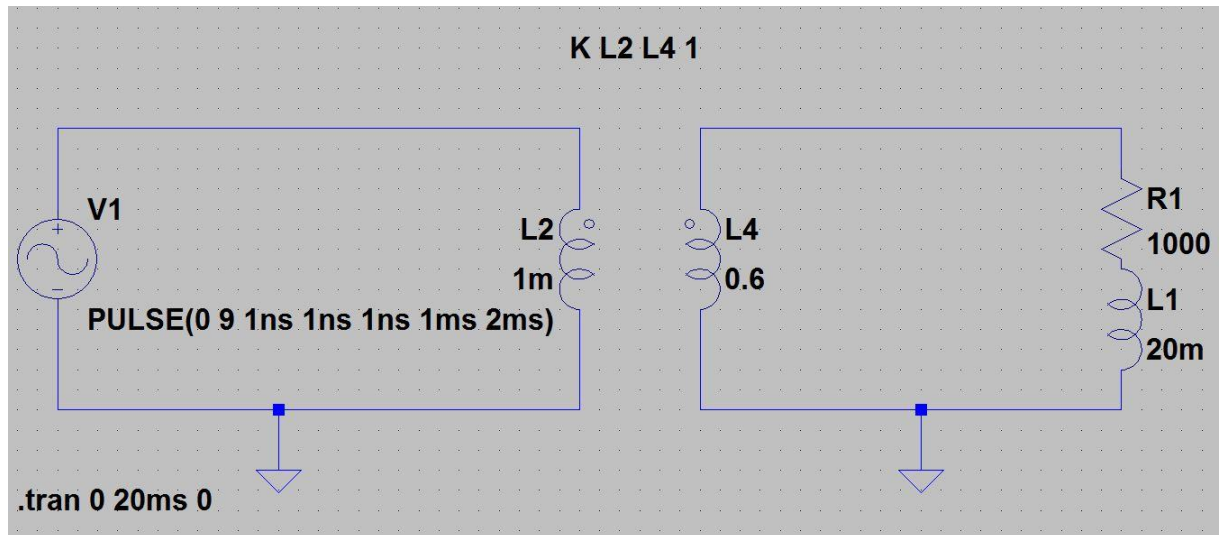 K L2 L4 1
V1
PULSE(0 9 1ns 1ns 1ns 1ms 2ms)
L2
1m
L4
0.6
R1
1000
L1
20m
.tran 0 20ms 0